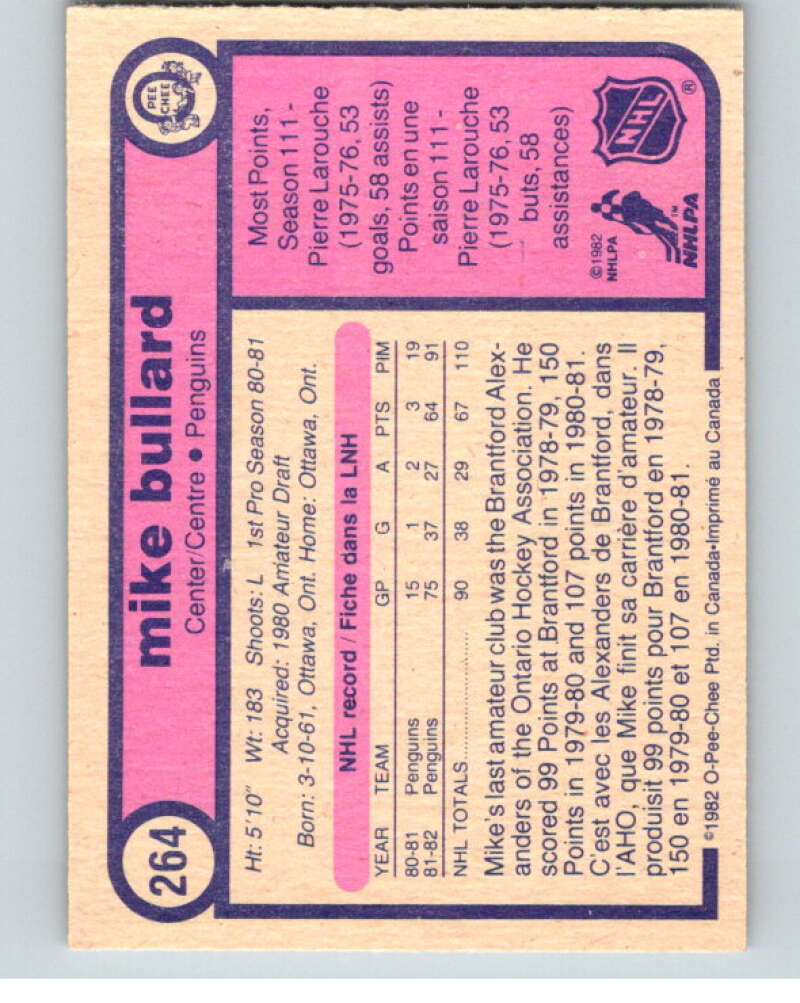 264
mike bullard
Center/Centre • Penguins
O PEE CHEE
Ht: 5'10" Wt: 183 Shoots: L 1st Pro Season 80-81
Acquired: 1980 Amateur Draft
Born: 3-10-61, Ottawa, Ont. Home: Ottawa, Ont.
NHL record / Fiche dans la LNH
YEAR TEAM GP G A PTS PIM
80-81 Penguins 15 1 2 3 19
81-82 Penguins 75 37 27 64 91
NHL TOTALS 90 38 29 67 110
Mike's last amateur club was the Brantford Alex-
anders of the Ontario Hockey Association. He
scored 99 Points at Brantford in 1978-79, 150
Points in 1979-80 and 107 points in 1980-81.
C'est avec les Alexanders de Brantford, dans
l'AHO, que Mike finit sa carrière d'amateur. Il
produisit 99 points pour Brantford en 1978-79,
150 en 1979-80 et 107 en 1980-81.
Most Points,
Season 111 -
Pierre Larouche
(1975-76, 53
goals, 58 assists)
Points en une
saison 111 -
Pierre Larouche
(1975-76, 53
buts, 58
assistances)
©1982
NHLPA
NHLPA™
NHL®
©1982 O-Pee-Chee Ptd. in Canada•Imprimé au Canada